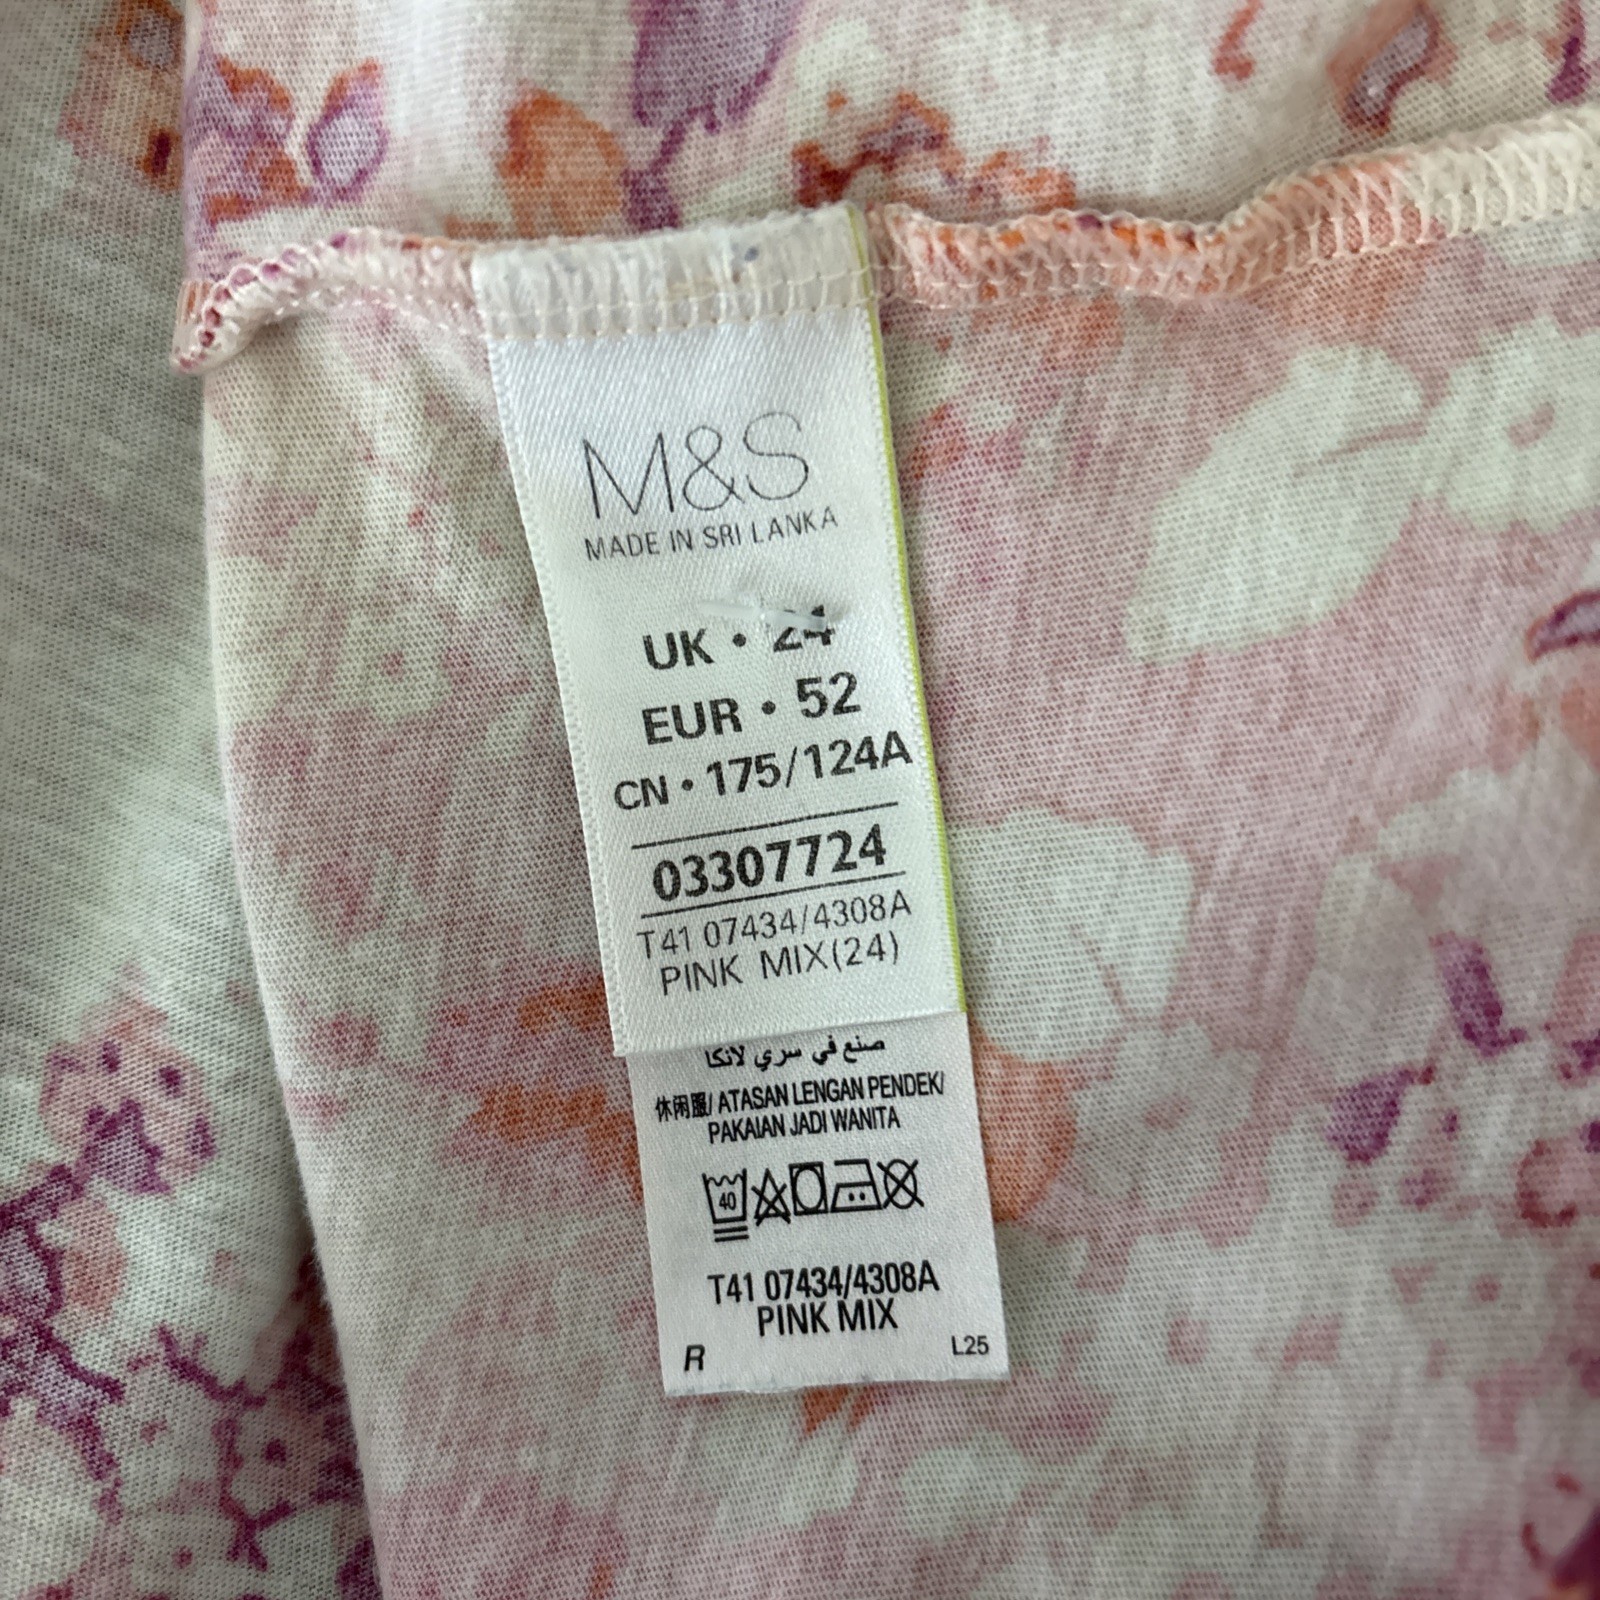 M&S
MADE IN SRI LANKA
UK • 24
EUR • 52
CN • 175/124A
03307724
T41 07434/4308A
PINK MIX(24)
صنع في سري لانكا
休闲服/ ATASAN LENGAN PENDEK/
PAKAIAN JADI WANITA
40
T41 07434/4308A
PINK MIX
R L25